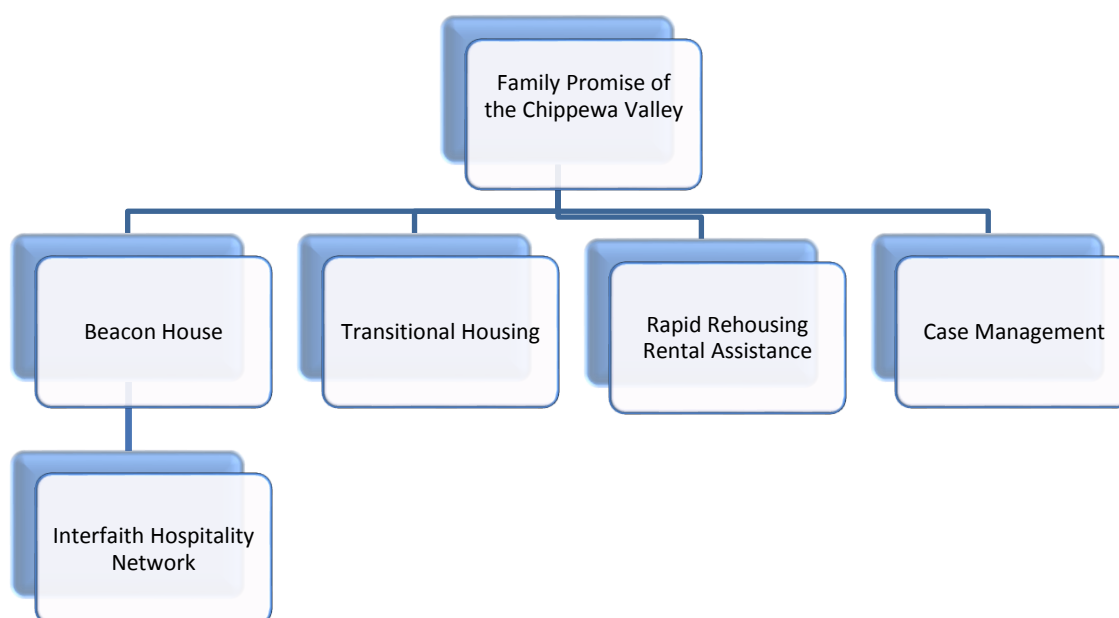 Family Promise of
the Chippewa Valley
Beacon House
Transitional Housing
Rapid Rehousing
Rental Assistance
Case Management
Interfaith Hospitality
Network